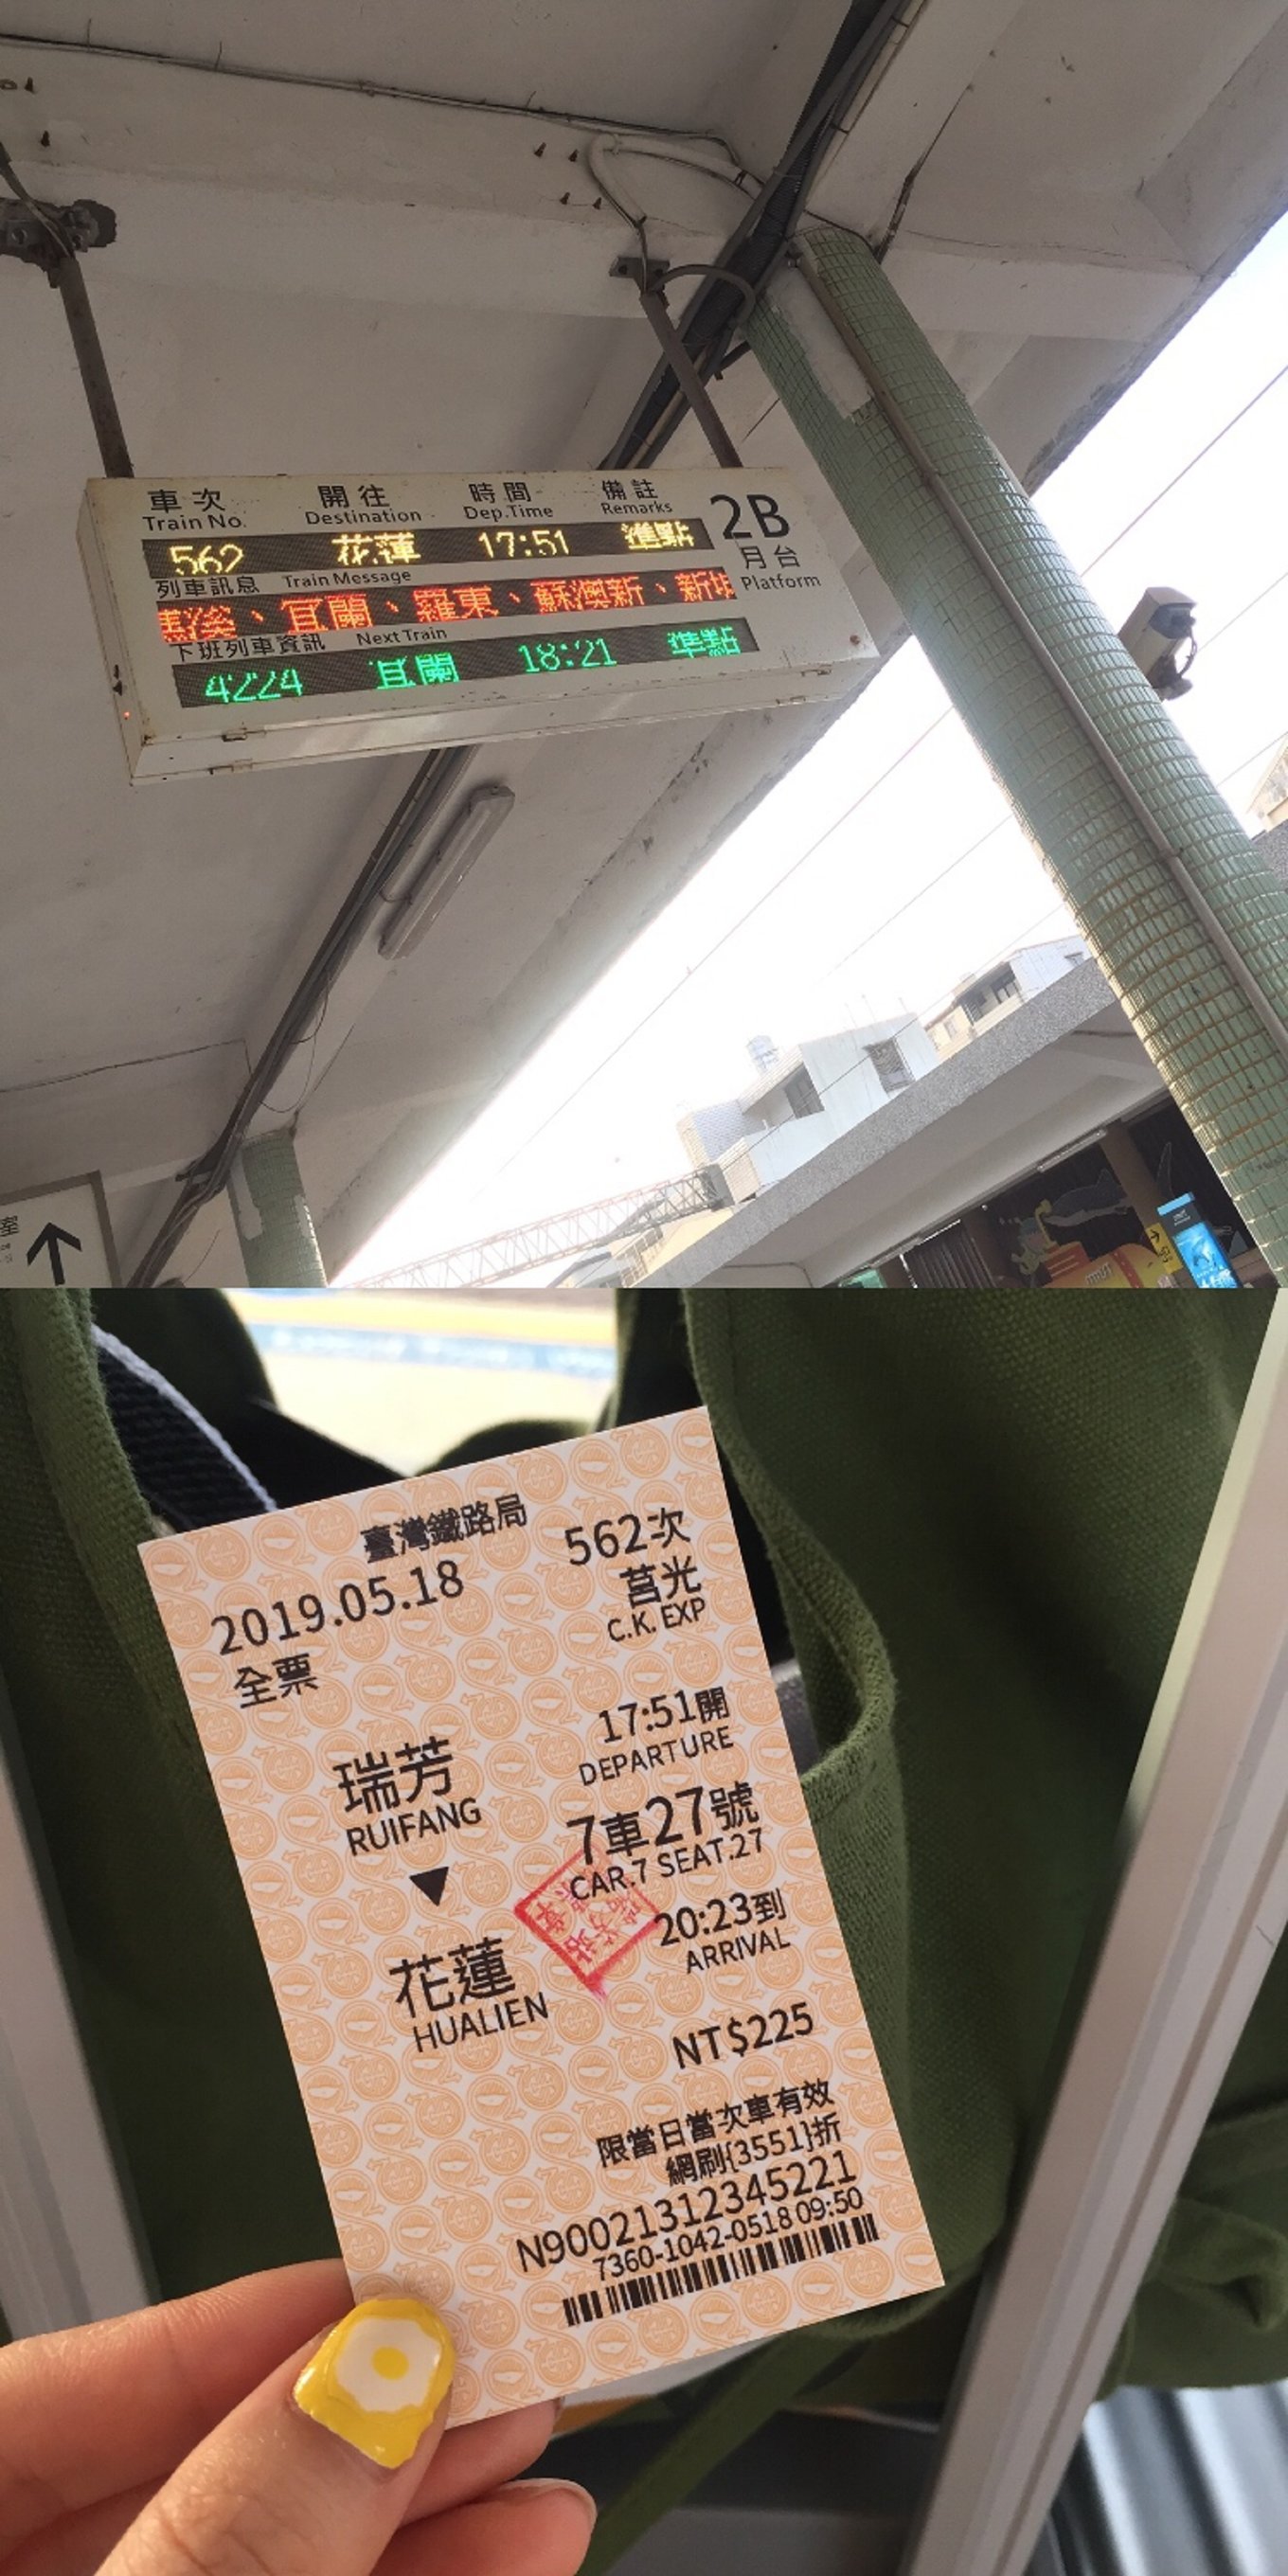 車次 開往 時間 備註
Train No. Destination Dep.Time Remarks
562 花蓮 17:51 準點
2B
月台
Platform
列車訊息 Train Message
、宜蘭、羅東、蘇澳新、新
下班列車資訊 Next Train
4224 宜蘭 18:21 準點
室
臺灣鐵路局
2019.05.18
全票
562次
莒光
C.K. EXP
17:51開
DEPARTURE
瑞芳
RUIFANG
7車27號
CAR.7 SEAT.27
花蓮
HUALIEN
20:23到
ARRIVAL
NT$225
限當日當次車有效
網刷{3551}折
N90021312345221
7360-1042-0518 09:50